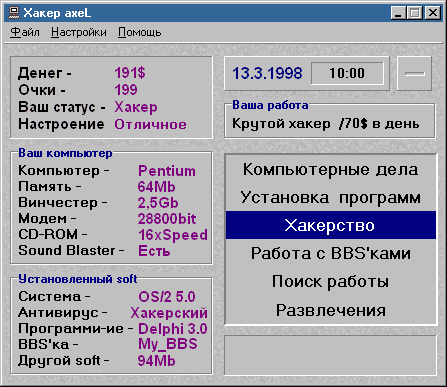 Хакер axeL
Файл Настройки Помощь
Денег - 191$
Очки - 199
Ваш статус - Хакер
Настроение Отличное
13.3.1998 10:00
Ваша работа
Крутой хакер /70$ в день
Ваш компьютер
Компьютер - Pentium
Память - 64Mb
Винчестер - 2,5Gb
Модем - 28800bit
CD-ROM - 16xSpeed
Sound Blaster - Есть
Компьютерные дела
Установка программ
Хакерство
Работа с BBS'ками
Поиск работы
Развлечения
Установленный soft
Система - OS/2 5.0
Антивирус - Хакерский
Программи-ие - Delphi 3.0
BBS'ка - My_BBS
Другой soft - 94Mb